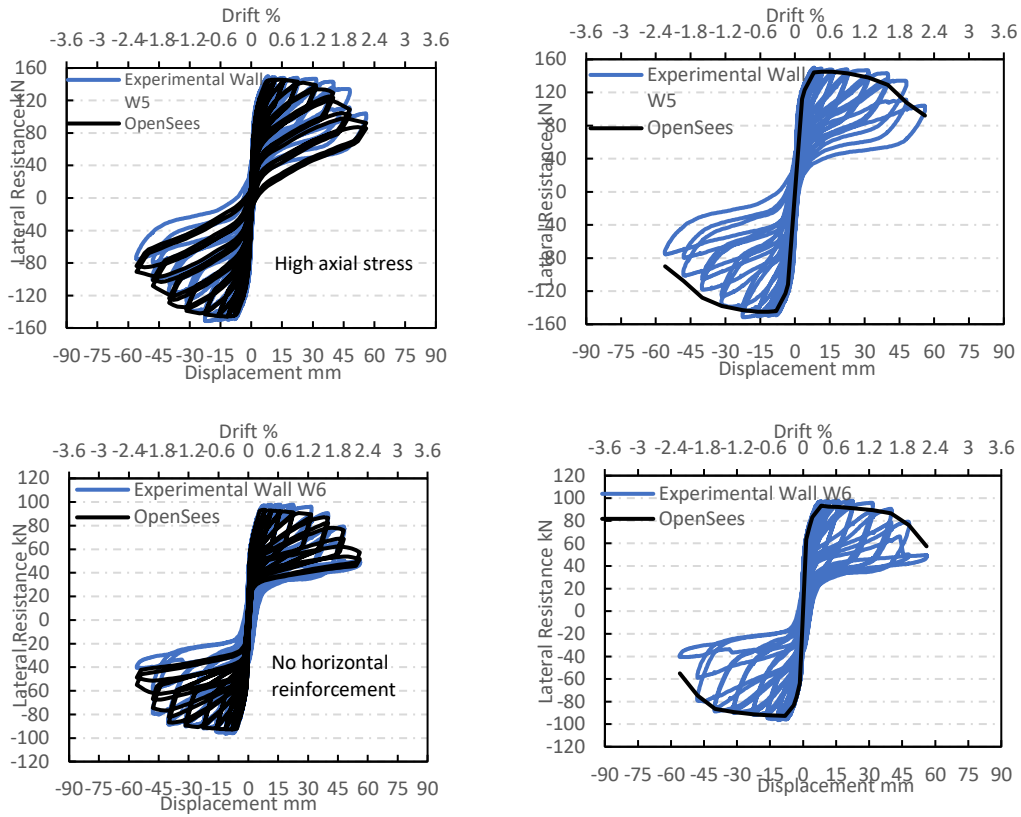 Drift %
-3.6 -3 -2.4 -1.8 -1.2 -0.6 0 0.6 1.2 1.8 2.4 3 3.6
160
120
80
40
0
-40
-80
-120
-160
Lateral Resistance kN
Experimental Wall
W5
OpenSees
High axial stress
-90 -75 -60 -45 -30 -15 0 15 30 45 60 75 90
Displacement mm
Drift %
-3.6 -3 -2.4 -1.8 -1.2 -0.6 0 0.6 1.2 1.8 2.4 3 3.6
160
120
80
40
0
-40
-80
-120
-160
Lateral Resistance kN
Experimental Wall
W5
OpenSees
-90 -75 -60 -45 -30 -15 0 15 30 45 60 75 90
Displacement mm
Drift %
-3.6 -3 -2.4 -1.8 -1.2 -0.6 0 0.6 1.2 1.8 2.4 3 3.6
120
100
80
60
40
20
0
-20
-40
-60
-80
-100
-120
Lateral Resistance kN
Experimental Wall W6
OpenSees
No horizontal
reinforcement
-90 -75 -60 -45 -30 -15 0 15 30 45 60 75 90
Displacement mm
Drift %
-3.6 -3 -2.4 -1.8 -1.2 -0.6 0 0.6 1.2 1.8 2.4 3 3.6
120
100
80
60
40
20
0
-20
-40
-60
-80
-100
-120
Lateral Resistance kN
Experimental Wall W6
OpenSees
-90 -75 -60 -45 -30 -15 0 15 30 45 60 75 90
Displacement mm